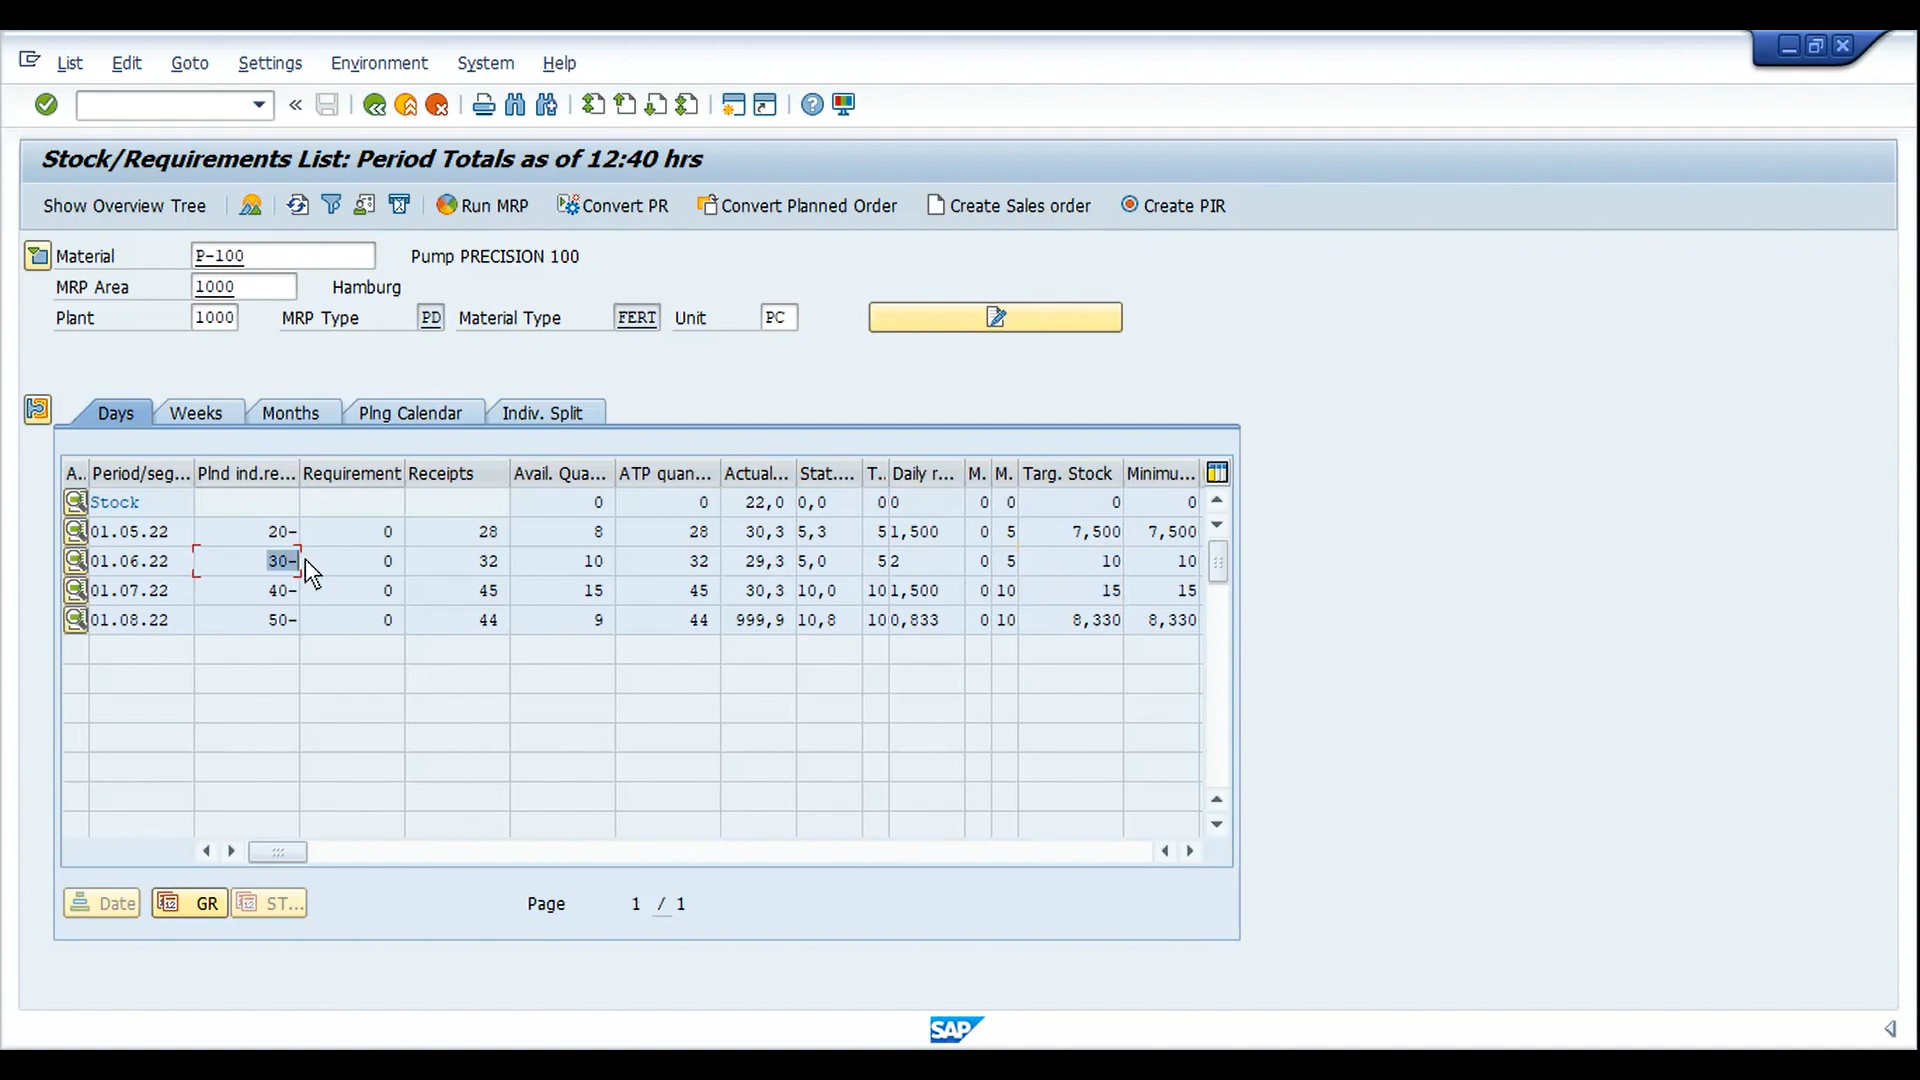 List Edit Goto Settings Environment System Help
Stock/Requirements List: Period Totals as of 12:40 hrs
Show Overview Tree Run MRP Convert PR Convert Planned Order Create Sales order Create PIR
Material P-100 Pump PRECISION 100
MRP Area 1000 Hamburg
Plant 1000 MRP Type PD Material Type FERT Unit PC
Days Weeks Months Plng Calendar Indiv. Split
A.. Period/seg... Plnd ind.re... Requirement Receipts Avail. Qua... ATP quan... Actual... Stat.... T.. Daily r... M. M. Targ. Stock Minimu...
Stock 0 0 22,0 0,0 0 0 0 0 0 0
01.05.22 20- 0 28 8 28 30,3 5,3 5 1,500 0 5 7,500 7,500
01.06.22 30- 0 32 10 32 29,3 5,0 5 2 0 5 10 10
01.07.22 40- 0 45 15 45 30,3 10,0 10 1,500 0 10 15 15
01.08.22 50- 0 44 9 44 999,9 10,8 10 0,833 0 10 8,330 8,330
Date GR ST... Page 1 / 1
SAP